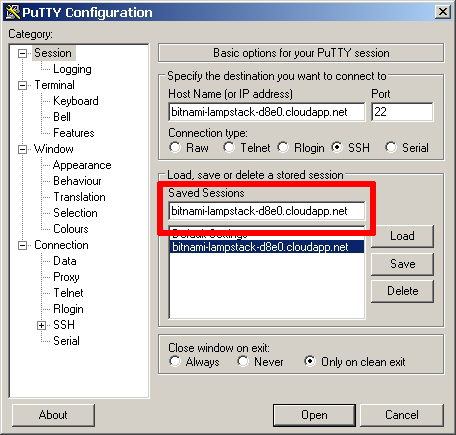 PuTTY Configuration
Category:
Session
Logging
Terminal
Keyboard
Bell
Features
Window
Appearance
Behaviour
Translation
Selection
Colours
Connection
Data
Proxy
Telnet
Rlogin
SSH
Serial
Basic options for your PuTTY session
Specify the destination you want to connect to
Host Name (or IP address) Port
bitnami-lampstack-d8e0.cloudapp.net 22
Connection type:
Raw Telnet Rlogin SSH Serial
Load, save or delete a stored session
Saved Sessions
bitnami-lampstack-d8e0.cloudapp.net
Default Settings
bitnami-lampstack-d8e0.cloudapp.net
Load
Save
Delete
Close window on exit:
Always Never Only on clean exit
About Open Cancel